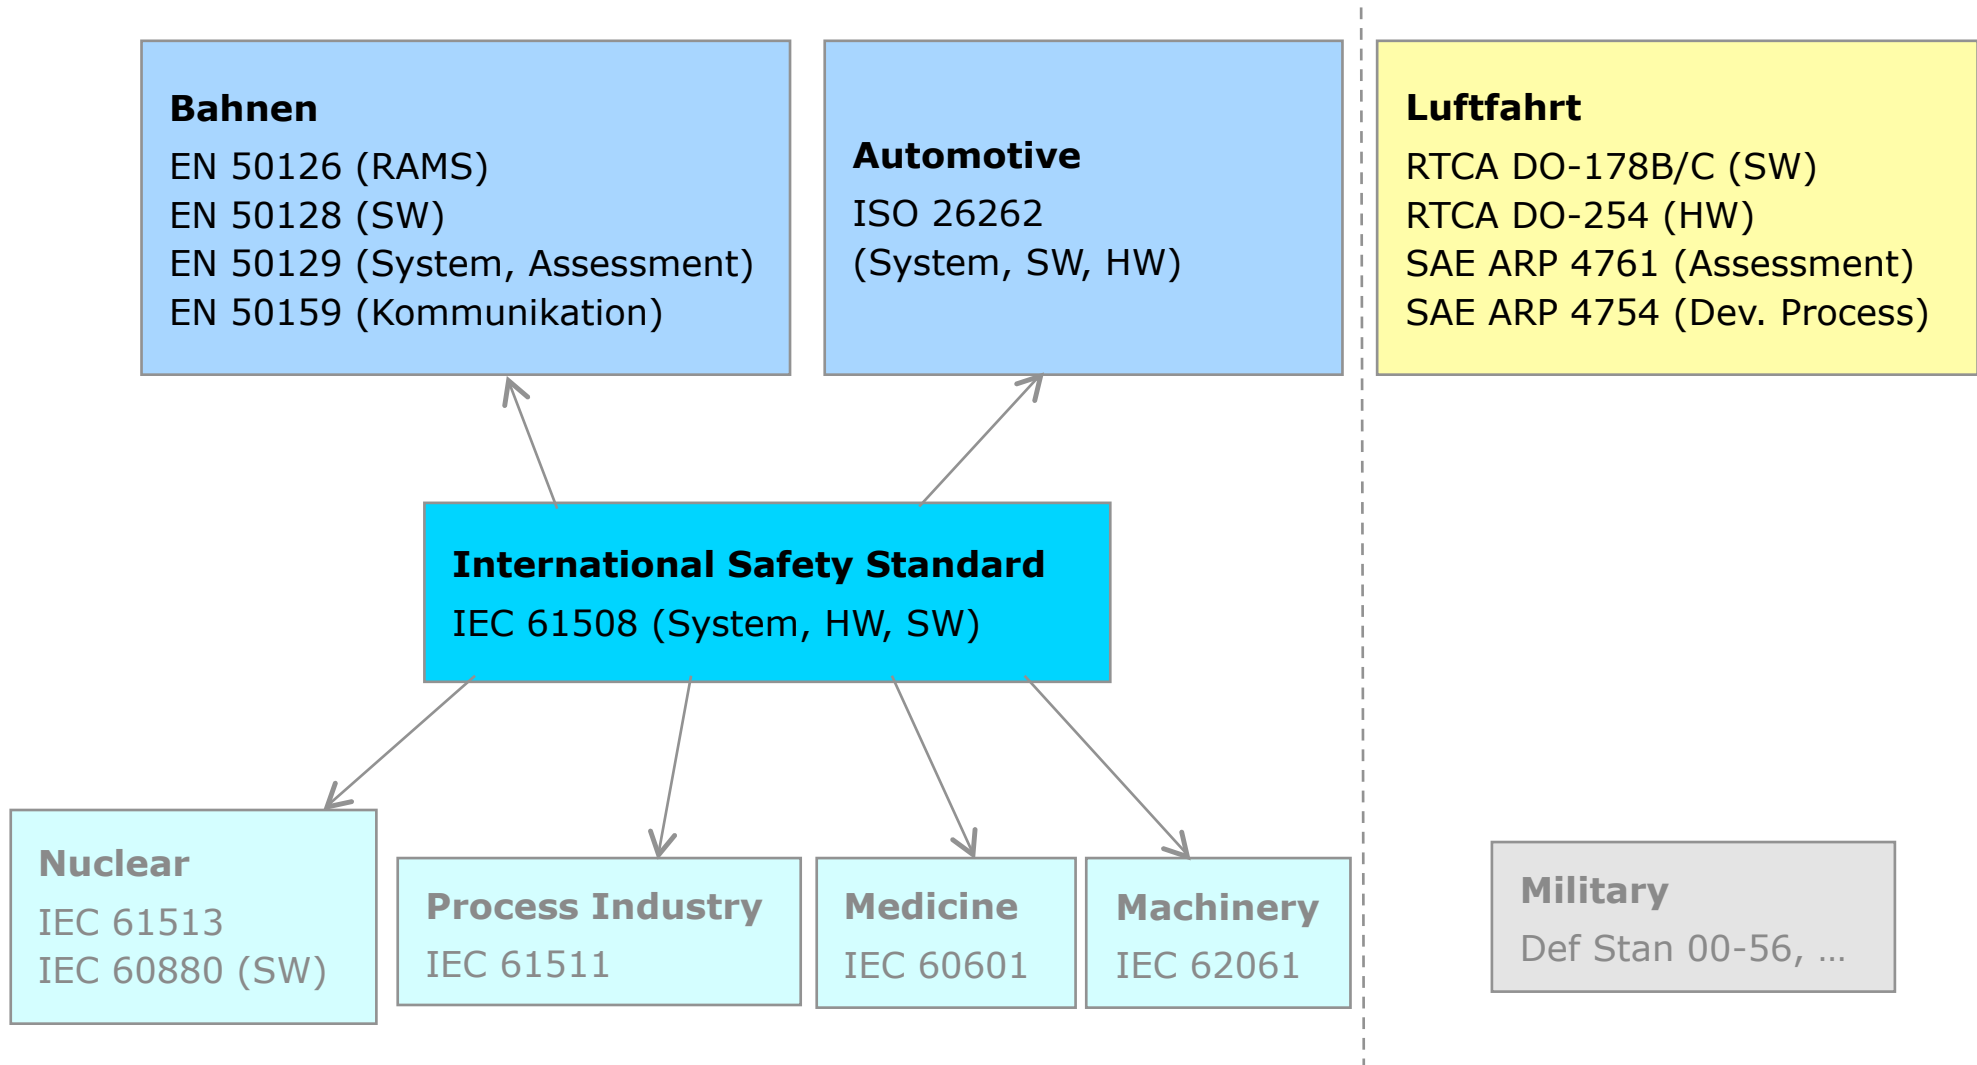 Bahnen
EN 50126 (RAMS)
EN 50128 (SW)
EN 50129 (System, Assessment)
EN 50159 (Kommunikation)
Automotive
ISO 26262
(System, SW, HW)
Luftfahrt
RTCA DO-178B/C (SW)
RTCA DO-254 (HW)
SAE ARP 4761 (Assessment)
SAE ARP 4754 (Dev. Process)
International Safety Standard
IEC 61508 (System, HW, SW)
Nuclear
IEC 61513
IEC 60880 (SW)
Process Industry
IEC 61511
Medicine
IEC 60601
Machinery
IEC 62061
Military
Def Stan 00-56, …